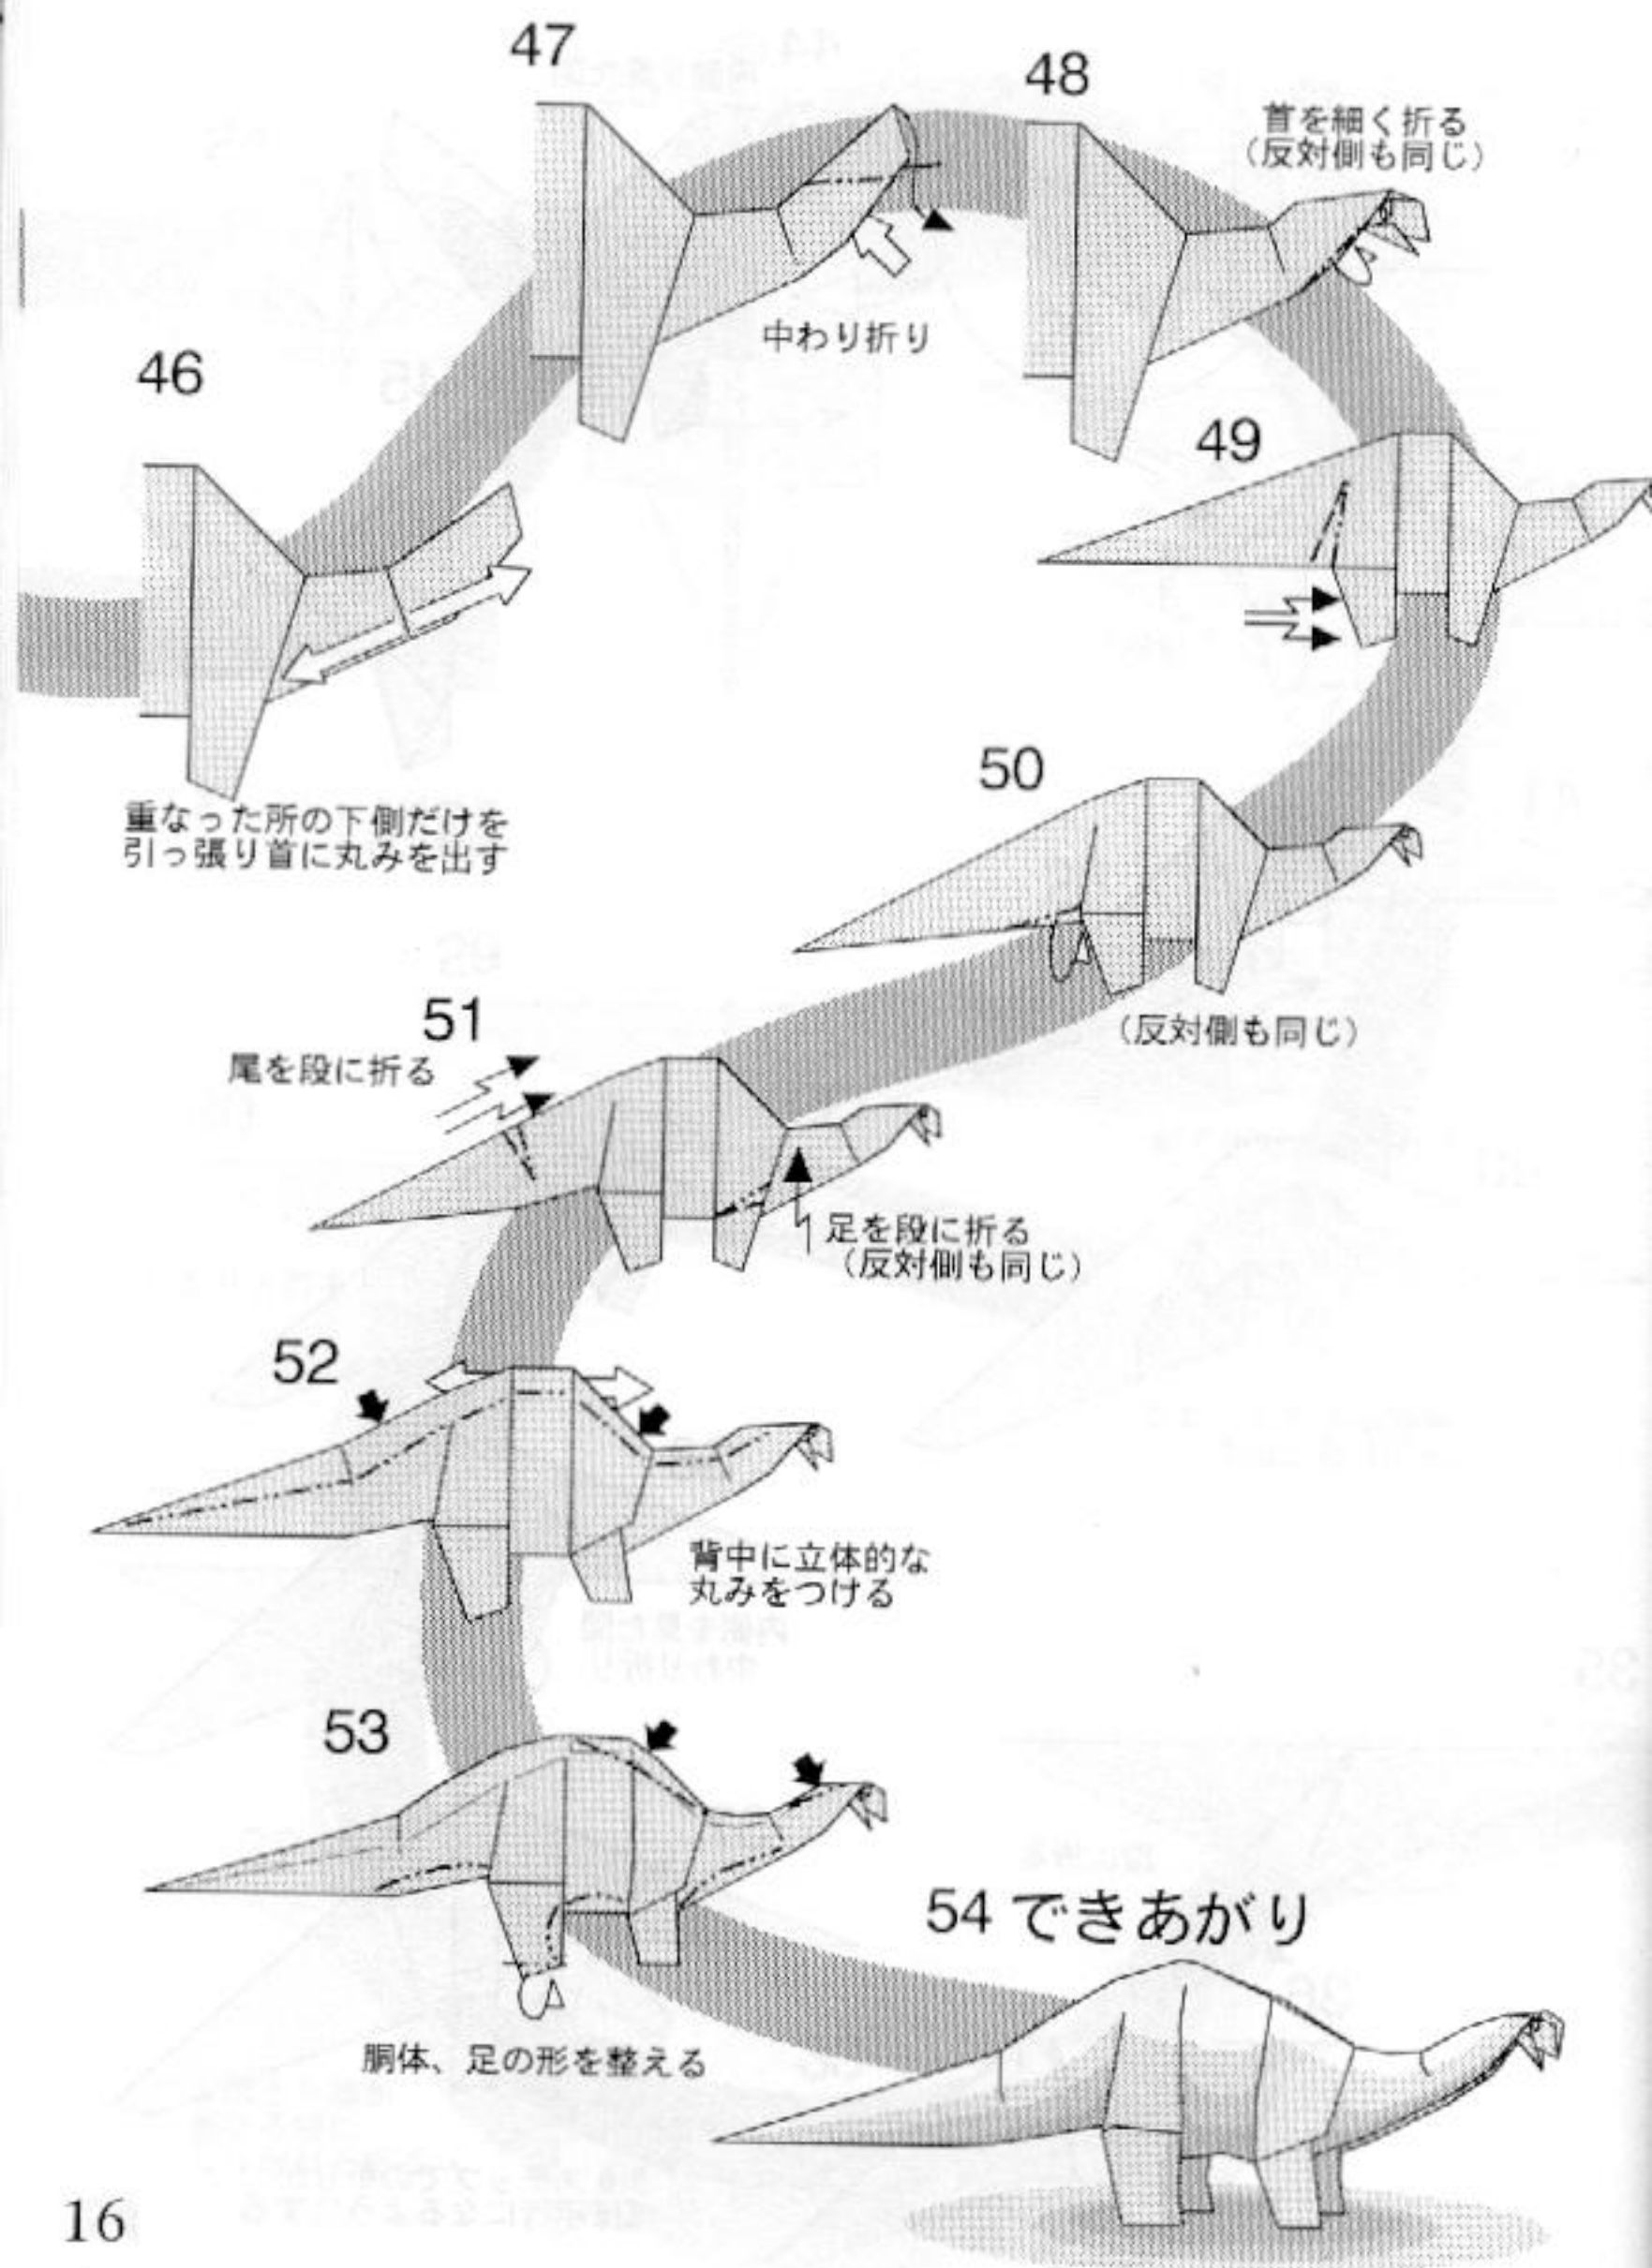 46
重なった所の下側だけを
引っ張り首に丸みを出す
47
中わり折り
48
首を細く折る
（反対側も同じ）
49
50
（反対側も同じ）
51
尾を段に折る
足を段に折る
（反対側も同じ）
52
背中に立体的な
丸みをつける
53
胴体、足の形を整える
54 できあがり
16